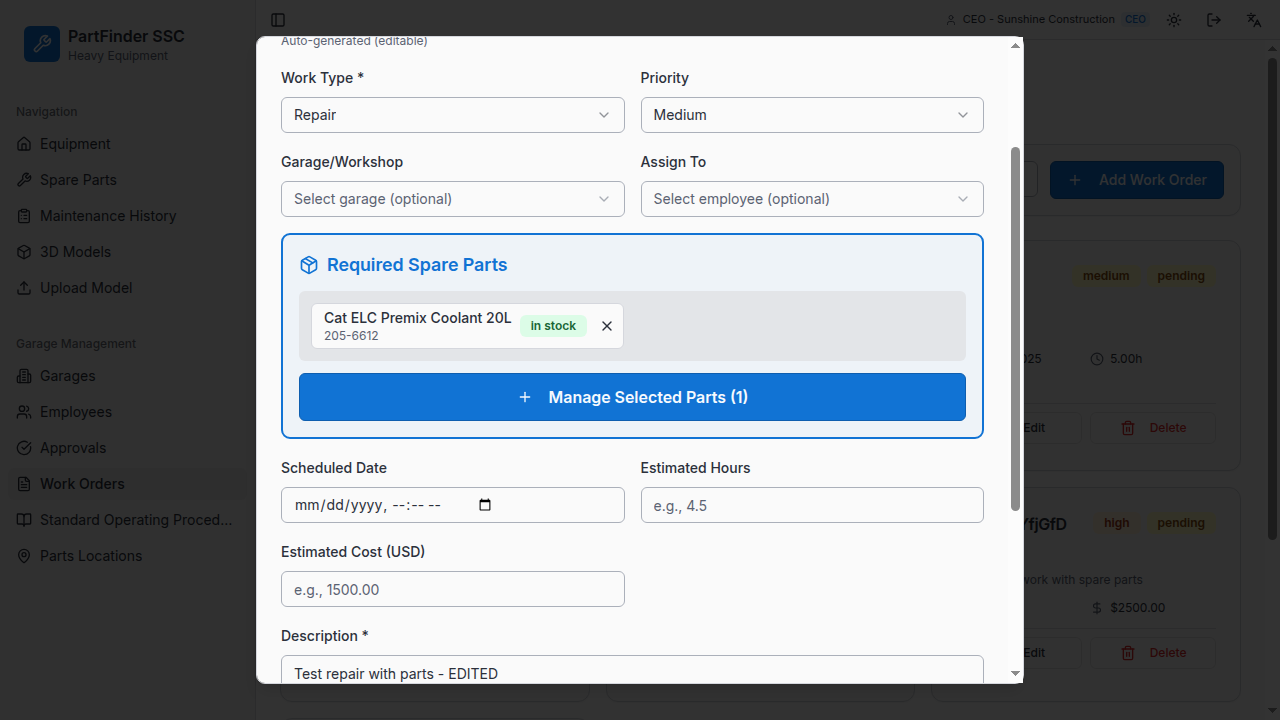 PartFinder SSC
Heavy Equipment
CEO - Sunshine Construction CEO
Navigation
Equipment
Spare Parts
Maintenance History
3D Models
Upload Model
Garage Management
Garages
Employees
Approvals
Work Orders
Standard Operating Proced...
Parts Locations
Auto-generated (editable)
Work Type *
Priority
Repair
Medium
Garage/Workshop
Assign To
Select garage (optional)
Select employee (optional)
Required Spare Parts
Cat ELC Premix Coolant 20L
205-6612
in stock
Manage Selected Parts (1)
Scheduled Date
Estimated Hours
mm/dd/yyyy, --:-- --
e.g., 4.5
Estimated Cost (USD)
e.g., 1500.00
Description *
Test repair with parts - EDITED
Add Work Order
medium pending
025
5.00h
Edit
Delete
YfjGfD
high pending
work with spare parts
$2500.00
Edit
Delete